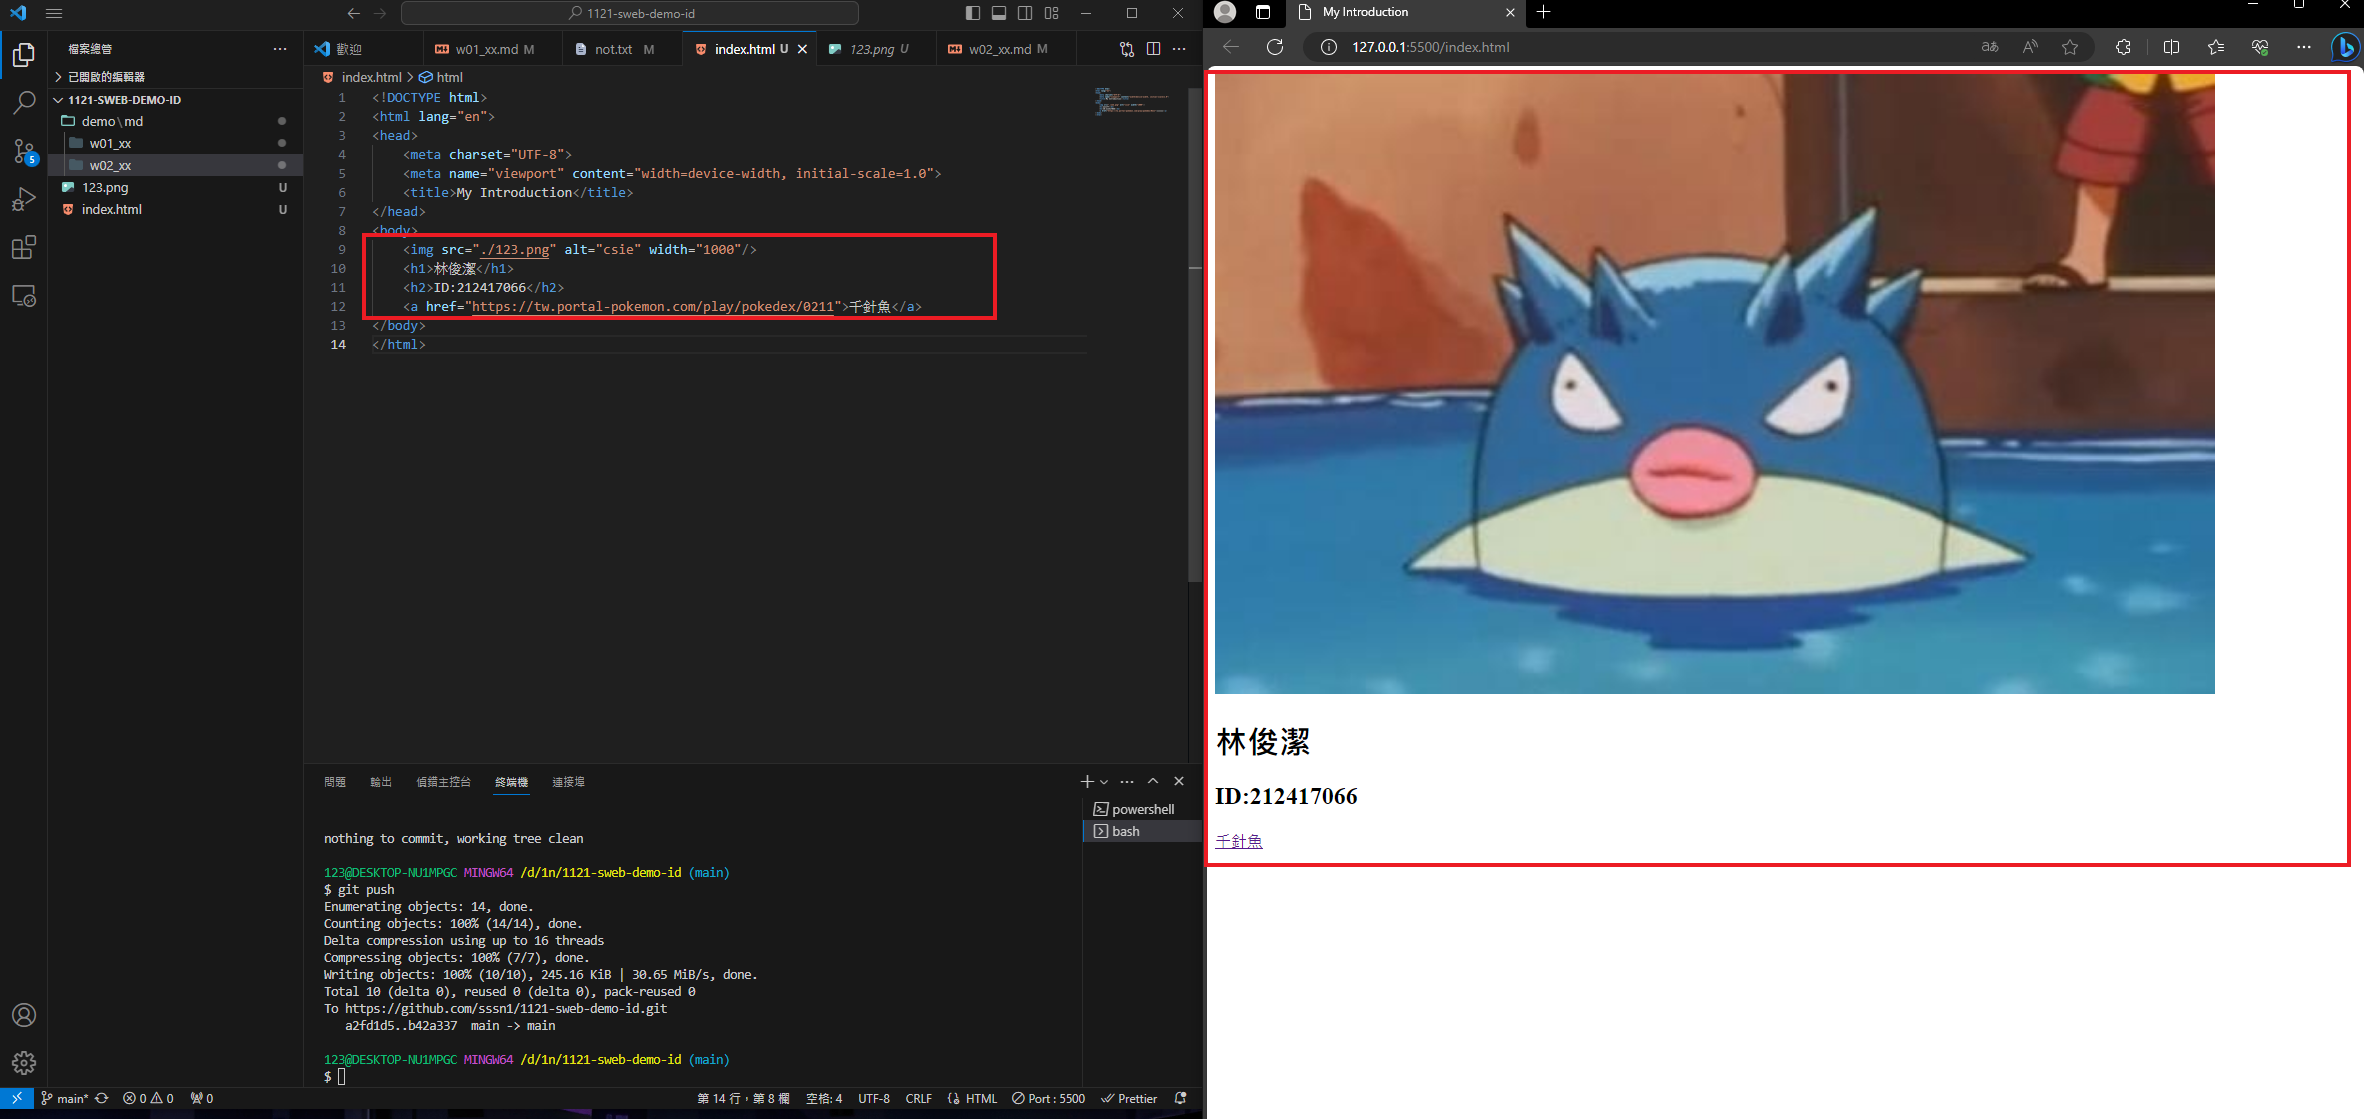 1121-sweb-demo-id
檔案總管
已開啟的編輯器
1121-SWEB-DEMO-ID
demo\md
w01_xx
w02_xx
123.png U
index.html U
5
歡迎
w01_xx.md M
not.txt M
index.html U
123.png U
w02_xx.md M
index.html > html
1 <!DOCTYPE html>
2 <html lang="en">
3 <head>
4 <meta charset="UTF-8">
5 <meta name="viewport" content="width=device-width, initial-scale=1.0">
6 <title>My Introduction</title>
7 </head>
8 <body>
9 <img src="./123.png" alt="csie" width="1000"/>
10 <h1>林俊潔</h1>
11 <h2>ID:212417066</h2>
12 <a href="https://tw.portal-pokemon.com/play/pokedex/0211">千針魚</a>
13 </body>
14 </html>
問題 輸出 偵錯主控台 終端機 連接埠
powershell
bash
nothing to commit, working tree clean
123@DESKTOP-NU1MPGC MINGW64 /d/1n/1121-sweb-demo-id (main)
$ git push
Enumerating objects: 14, done.
Counting objects: 100% (14/14), done.
Delta compression using up to 16 threads
Compressing objects: 100% (7/7), done.
Writing objects: 100% (10/10), 245.16 KiB | 30.65 MiB/s, done.
Total 10 (delta 0), reused 0 (delta 0), pack-reused 0
To https://github.com/sssn1/1121-sweb-demo-id.git
a2fd1d5..b42a337 main -> main
123@DESKTOP-NU1MPGC MINGW64 /d/1n/1121-sweb-demo-id (main)
$
main* 0 0 0
第 14 行，第 8 欄 空格: 4 UTF-8 CRLF HTML Port : 5500 Prettier
My Introduction
127.0.0.1:5500/index.html
林俊潔
ID:212417066
千針魚